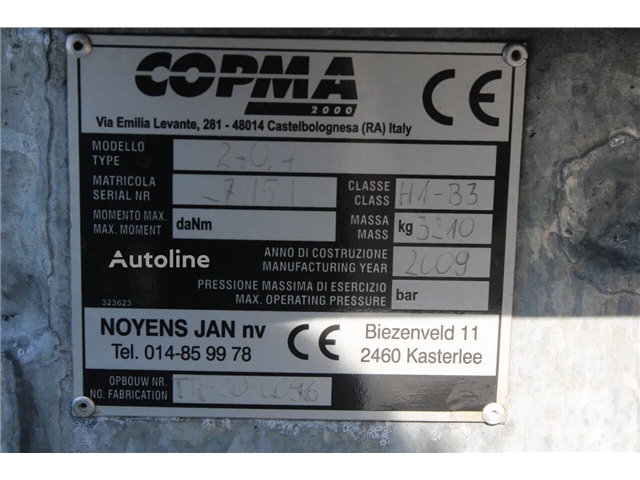 COPMA
2000
CE
Via Emilia Levante, 281 - 48014 Castelbolognesa (RA) Italy
MODELLO
TYPE
MATRICOLA
SERIAL NR
CLASSE
CLASS
H1-B3
MOMENTO MAX.
MAX. MOMENT
daNm
MASSA
MASS
kg
3210
ANNO DI COSTRUZIONE
MANUFACTURING YEAR
2009
Autoline
PRESSIONE MASSIMA DI ESERCIZIO
MAX. OPERATING PRESSURE
bar
323623
NOYENS JAN nv
Tel. 014-85 99 78
CE
Biezenveld 11
2460 Kasterlee
OPBOUW NR.
NO. FABRICATION